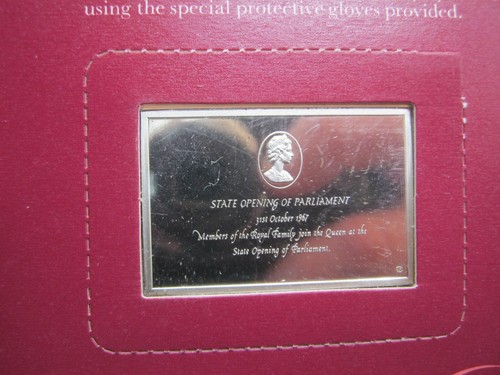 using the special protective gloves provided.
STATE OPENING OF PARLIAMENT
31st October 1967
Members of the Royal Family join the Queen at the
State Opening of Parliament.